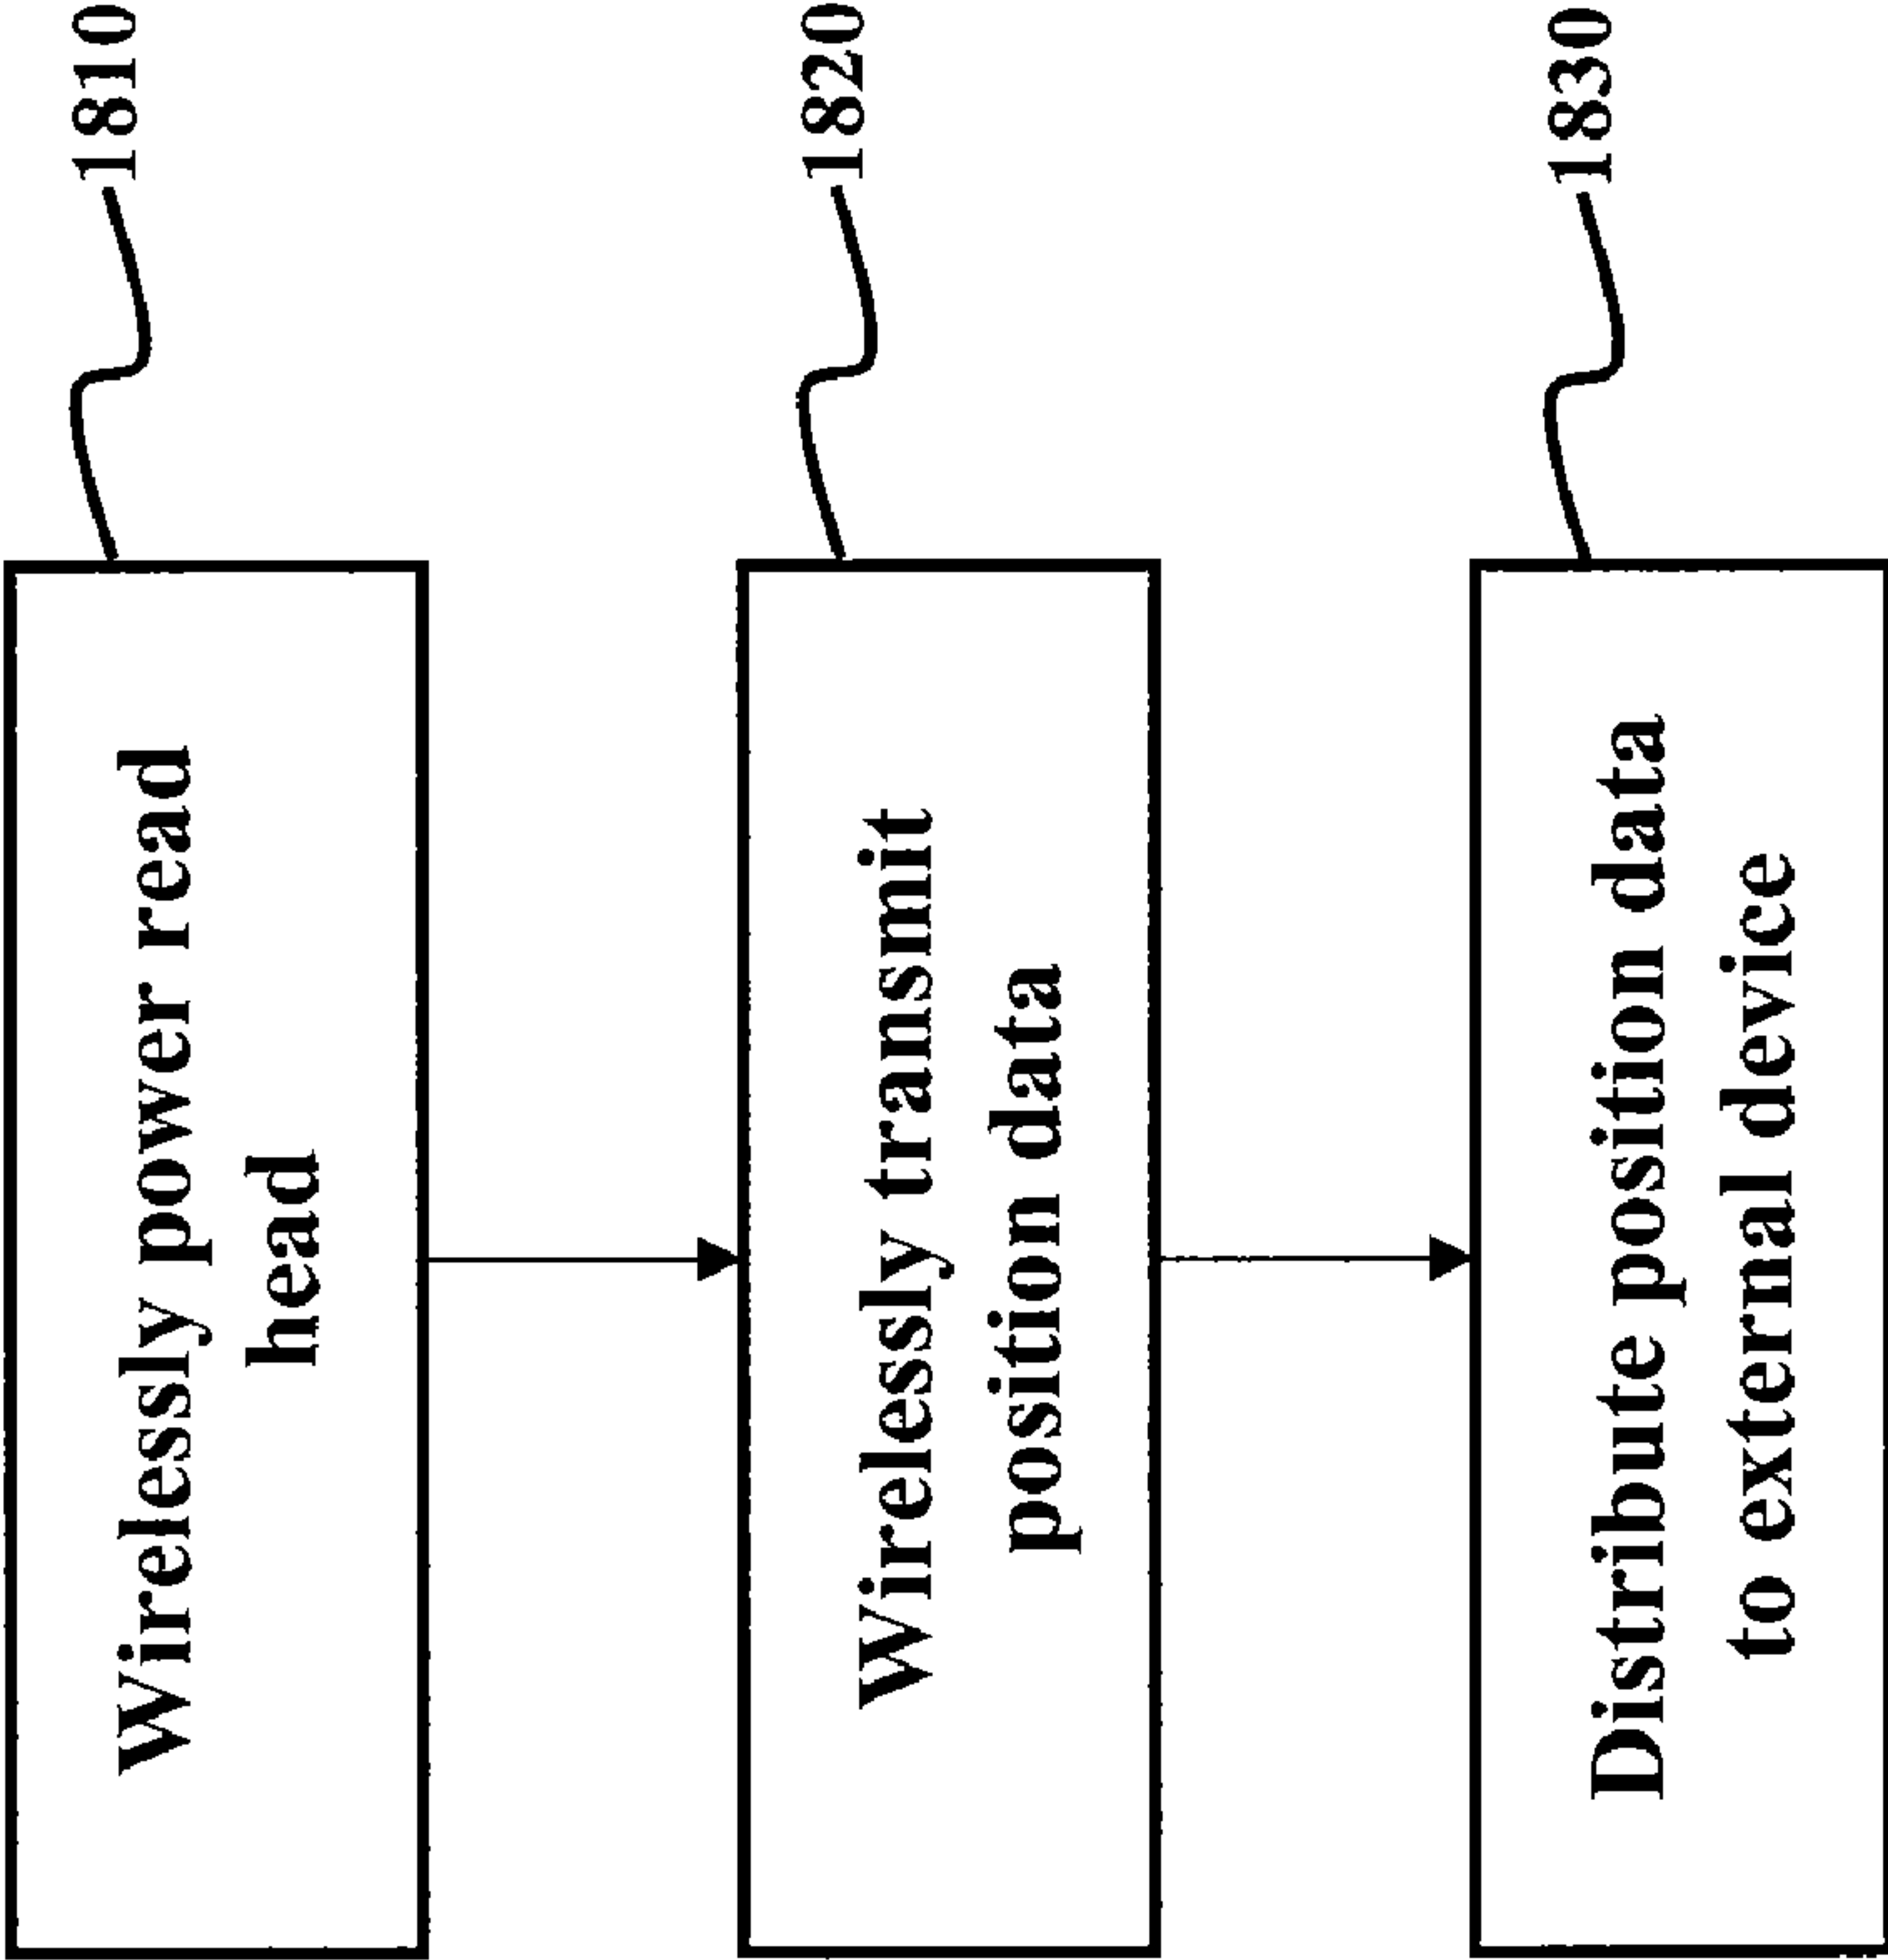 Wirelessly power read
head
1810
Wirelessly transmit
position data
1820
Distribute position data
to external device
1830